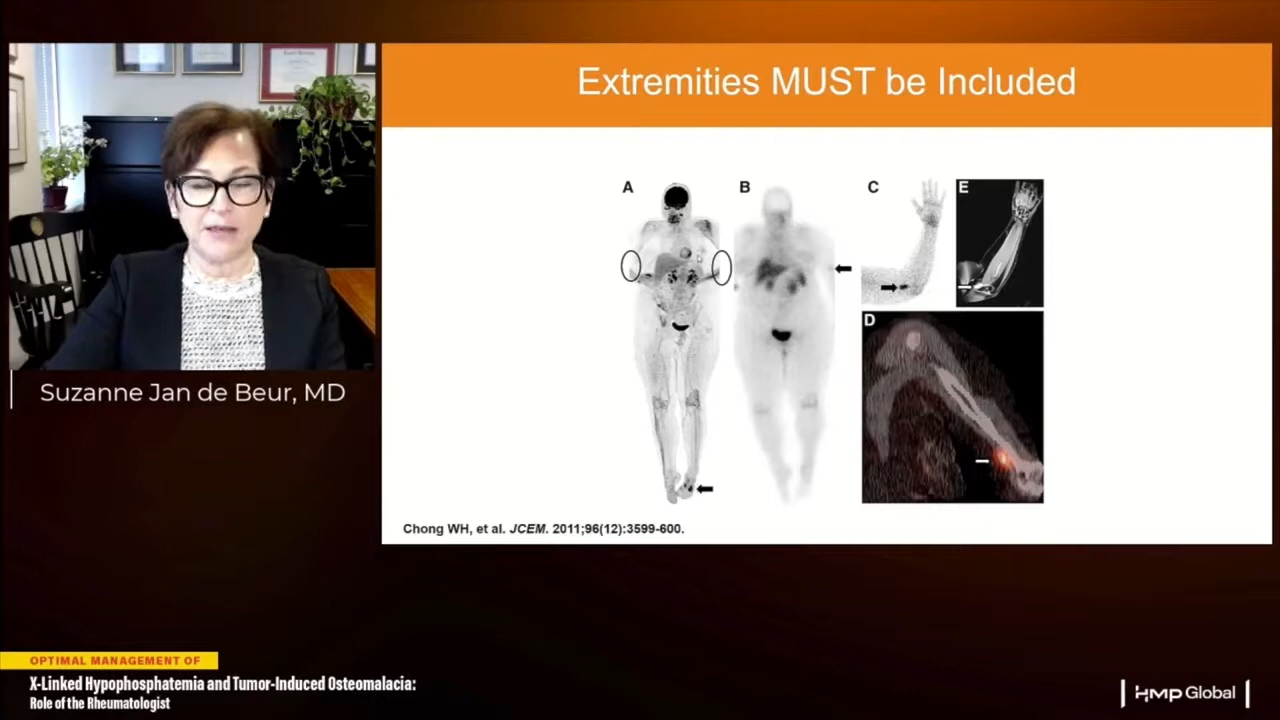 Extremities MUST be Included
A
B
C
E
D
Chong WH, et al. JCEM. 2011;96(12):3599-600.
Suzanne Jan de Beur, MD
OPTIMAL MANAGEMENT OF
X-Linked Hypophosphatemia and Tumor-Induced Osteomalacia:
Role of the Rheumatologist
HMP Global